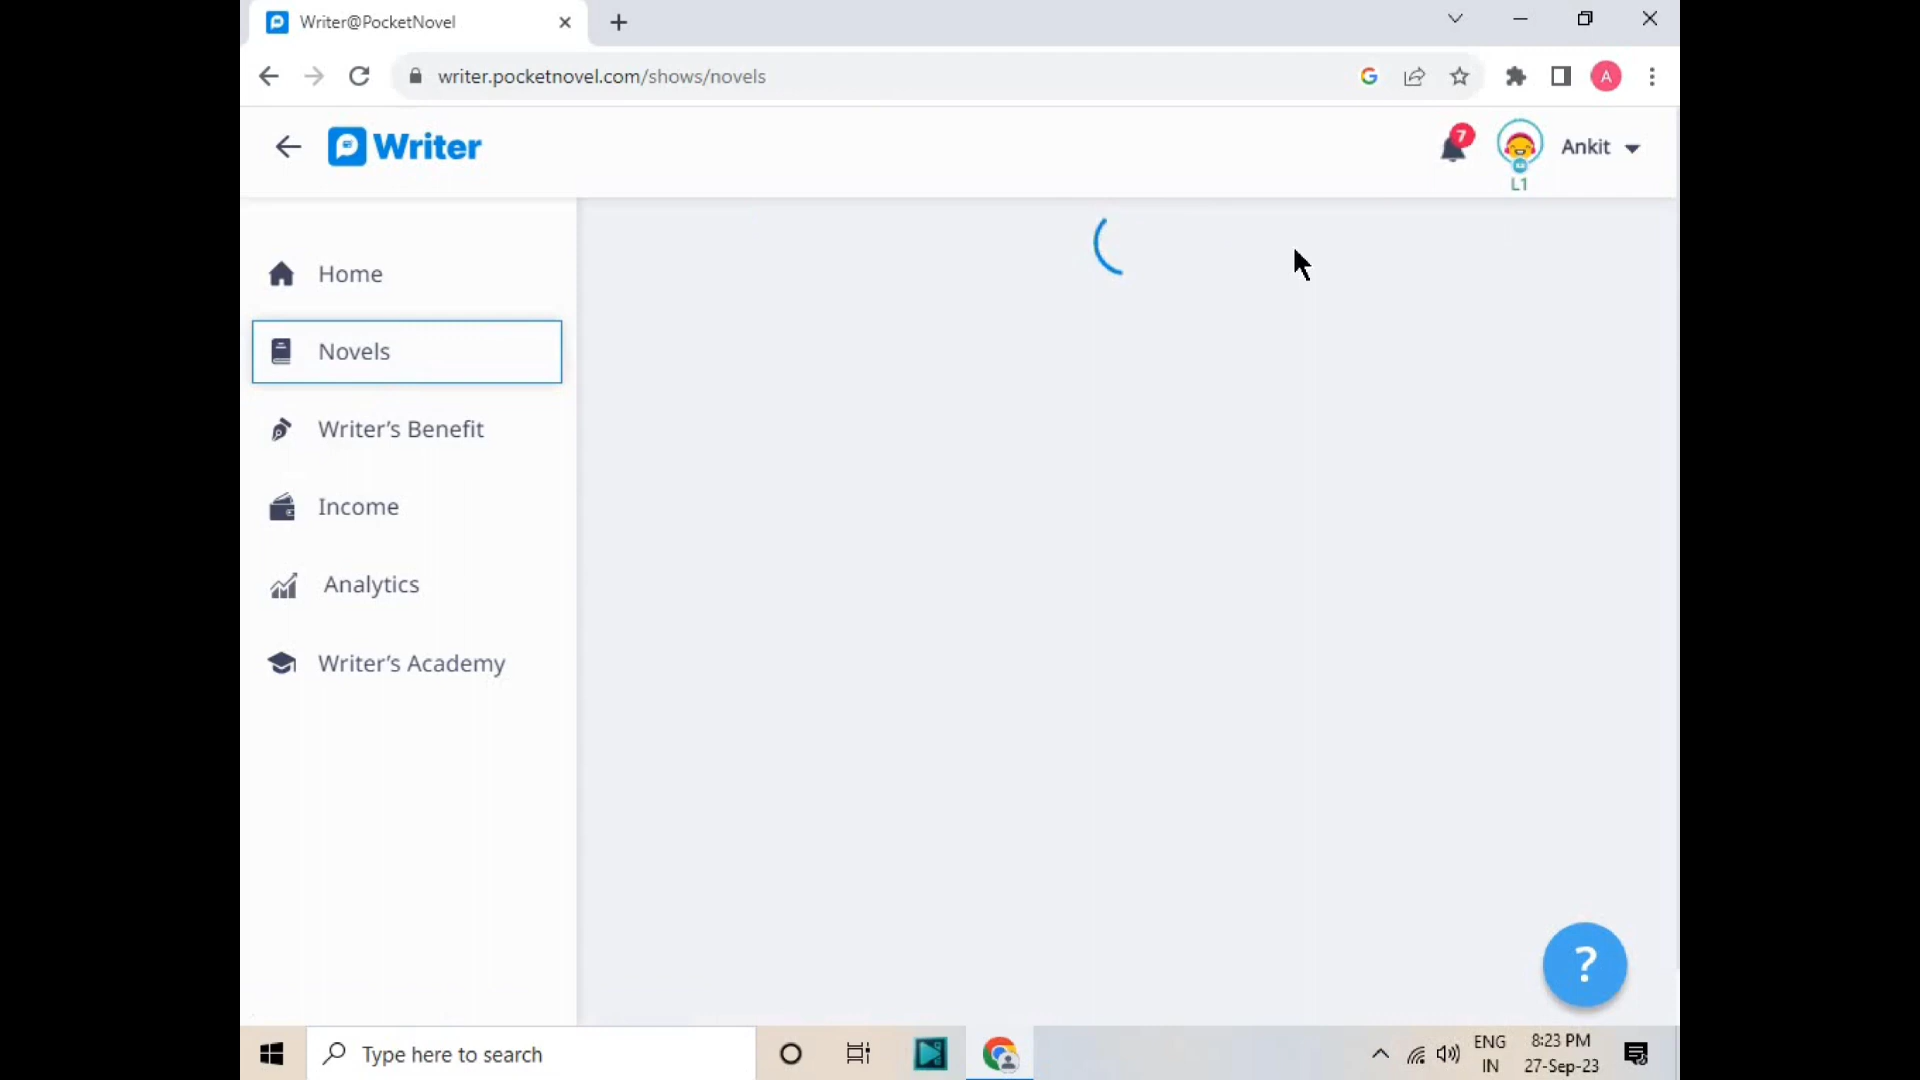 Writer@PocketNovel
writer.pocketnovel.com/shows/novels
A
Writer
7
Ankit
L1
Home
Novels
Writer's Benefit
Income
Analytics
Writer's Academy
?
Type here to search
ENG
IN
8:23 PM
27-Sep-23